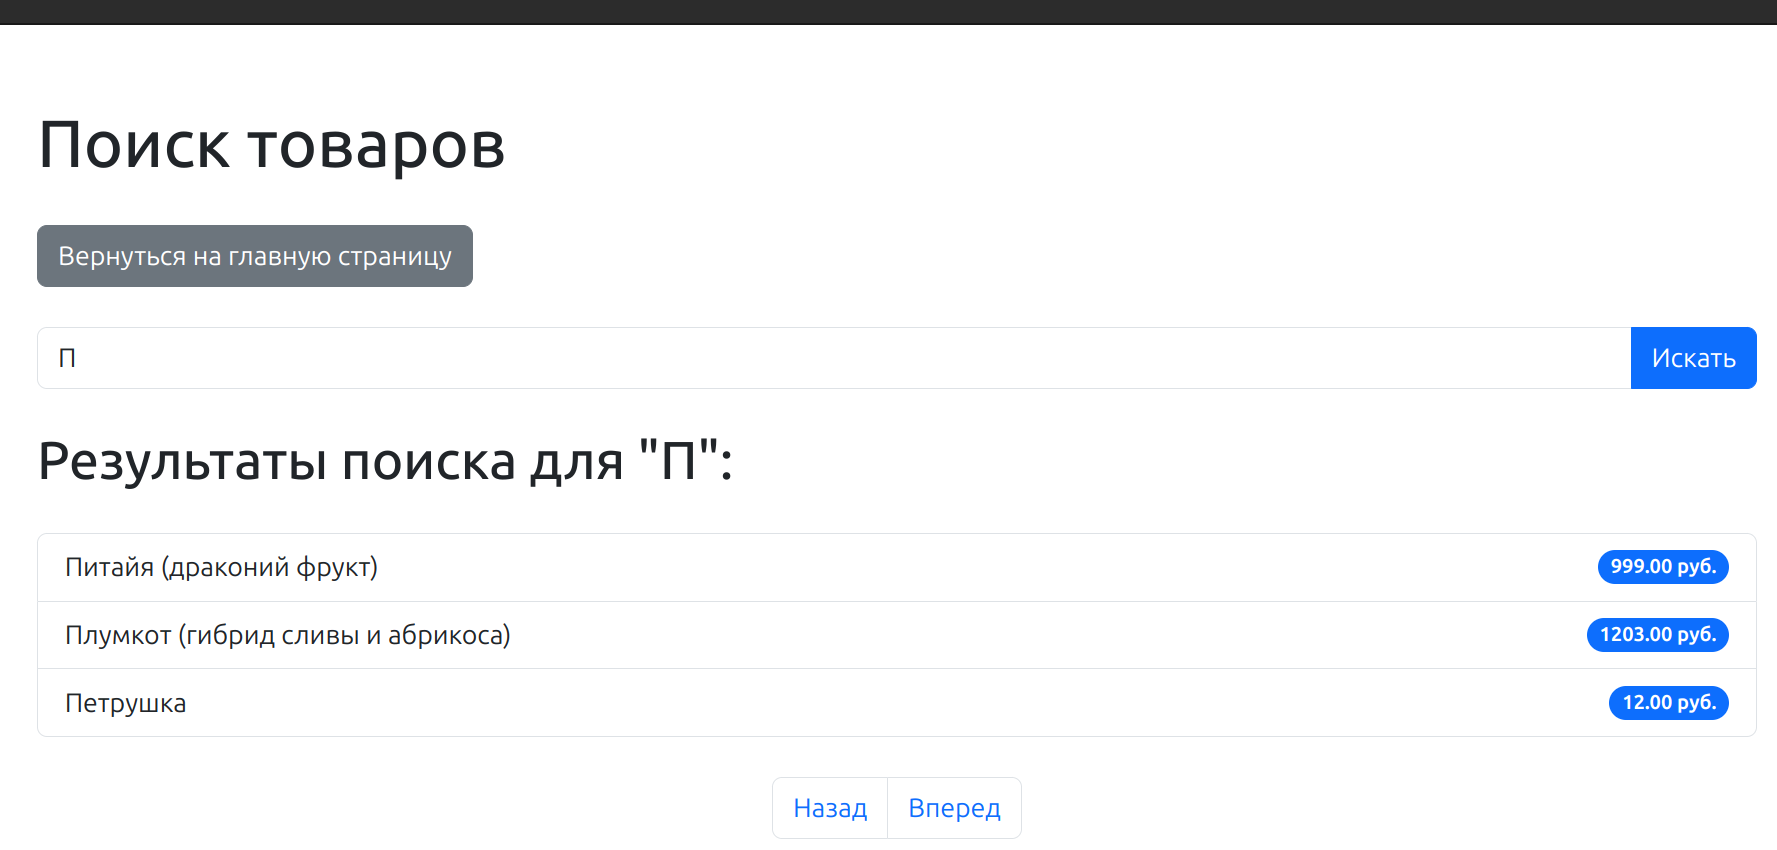 Поиск товаров
Вернуться на главную страницу
П
Искать
Результаты поиска для "П":
Питайя (драконий фрукт)
999.00 руб.
Плумкот (гибрид сливы и абрикоса)
1203.00 руб.
Петрушка
12.00 руб.
Назад
Вперед